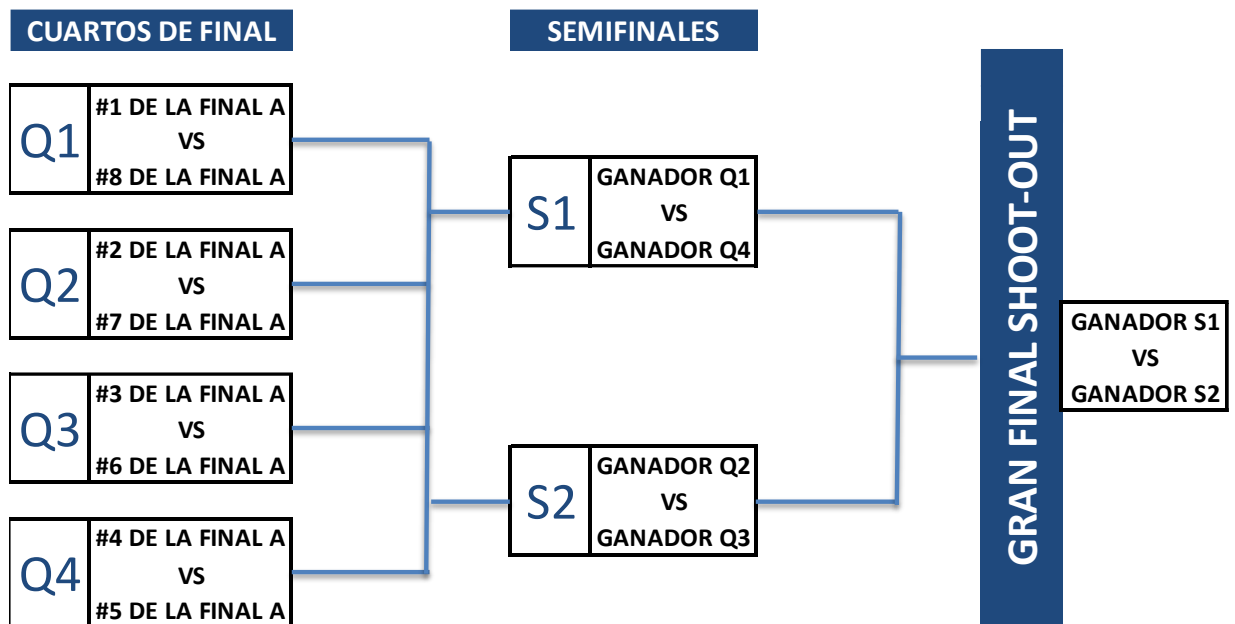 CUARTOS DE FINAL
Q1
#1 DE LA FINAL A
VS
#8 DE LA FINAL A
Q2
#2 DE LA FINAL A
VS
#7 DE LA FINAL A
Q3
#3 DE LA FINAL A
VS
#6 DE LA FINAL A
Q4
#4 DE LA FINAL A
VS
#5 DE LA FINAL A
SEMIFINALES
S1
GANADOR Q1
VS
GANADOR Q4
S2
GANADOR Q2
VS
GANADOR Q3
GRAN FINAL SHOOT-OUT
GANADOR S1
VS
GANADOR S2